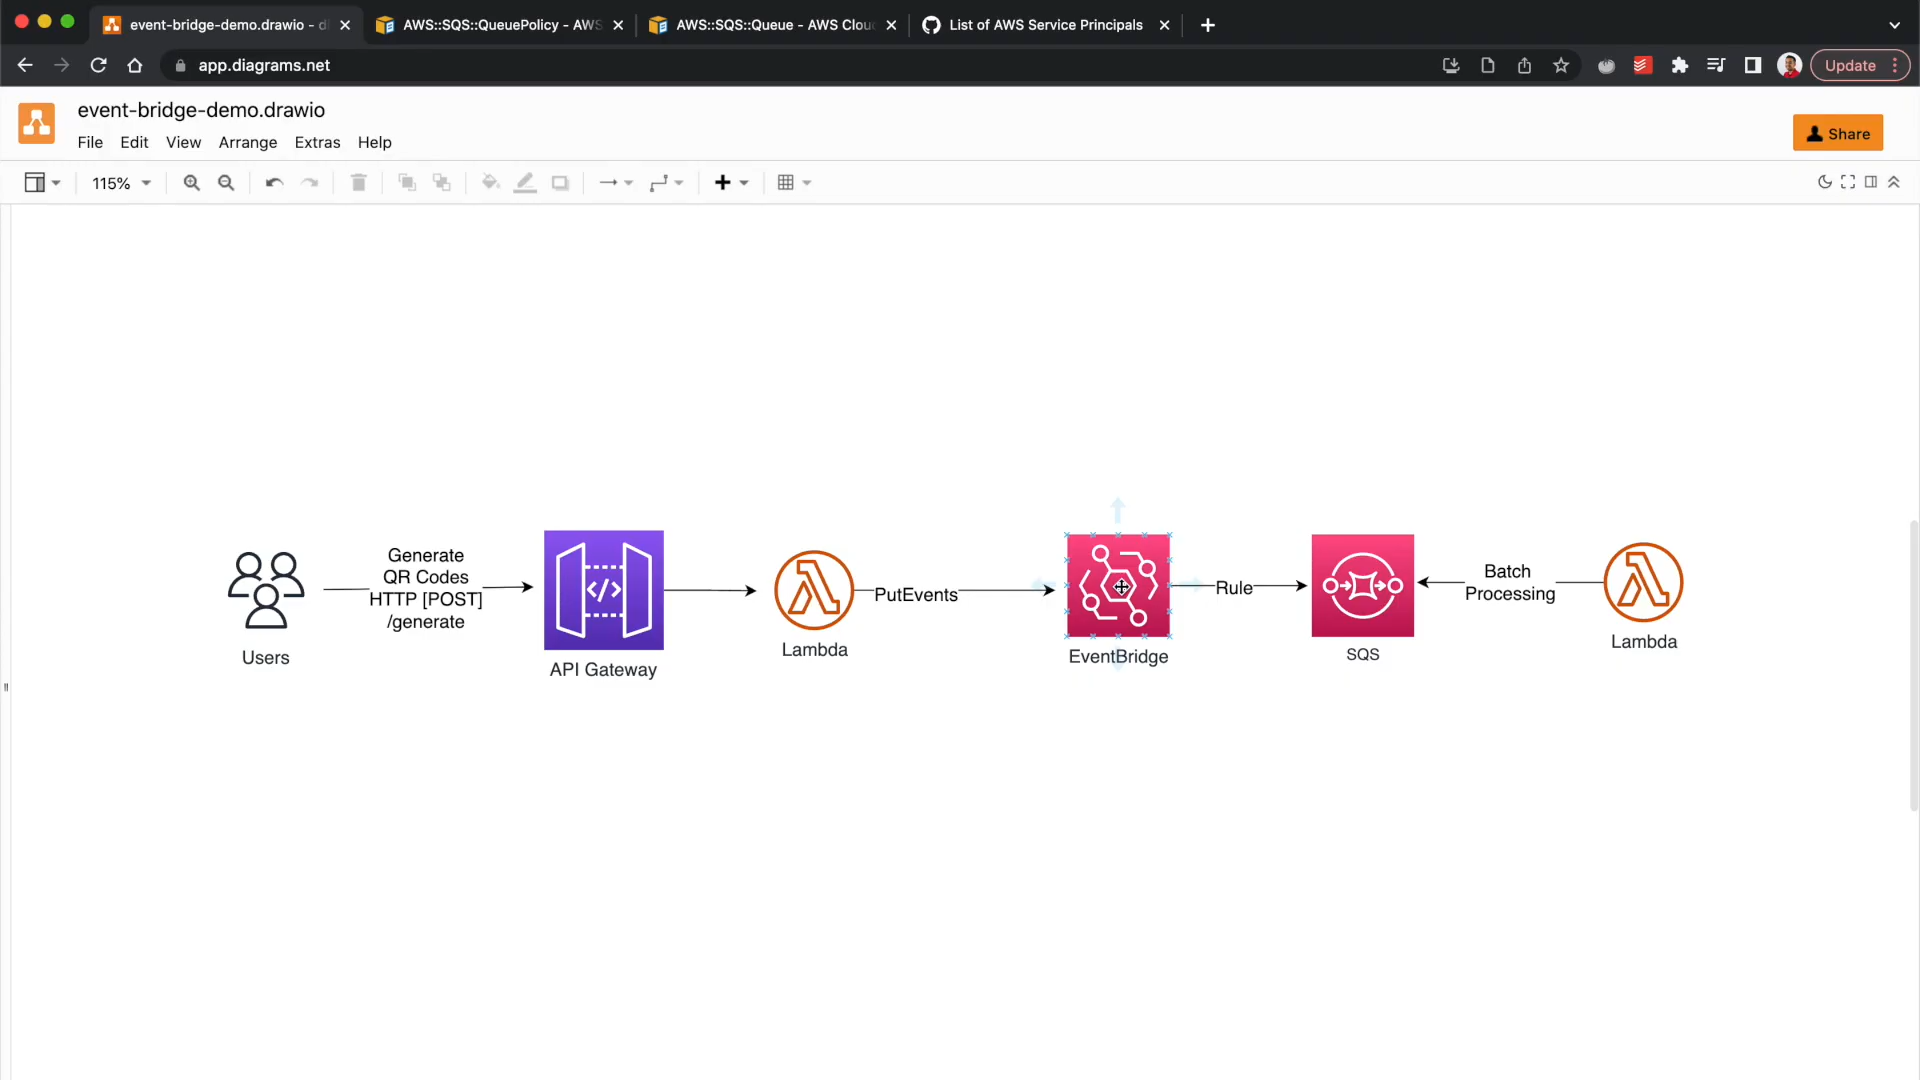 event-bridge-demo.drawio - d
AWS::SQS::QueuePolicy - AWS
AWS::SQS::Queue - AWS Clou
List of AWS Service Principals
app.diagrams.net
Update
event-bridge-demo.drawio
File Edit View Arrange Extras Help
Share
115%
Generate
QR Codes
HTTP [POST]
/generate
Users
API Gateway
Lambda
PutEvents
EventBridge
Rule
SQS
Batch
Processing
Lambda